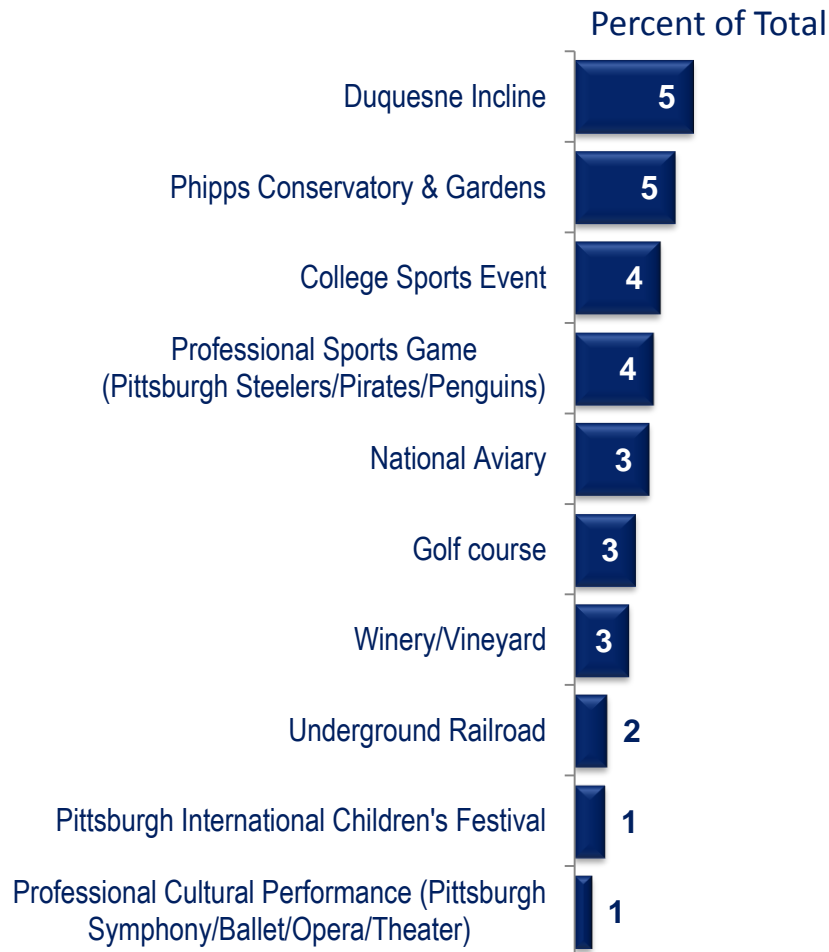 Percent of Total
Duquesne Incline
5
Phipps Conservatory & Gardens
5
College Sports Event
4
Professional Sports Game
(Pittsburgh Steelers/Pirates/Penguins)
4
National Aviary
3
Golf course
3
Winery/Vineyard
3
Underground Railroad
2
Pittsburgh International Children's Festival
1
Professional Cultural Performance (Pittsburgh
Symphony/Ballet/Opera/Theater)
1